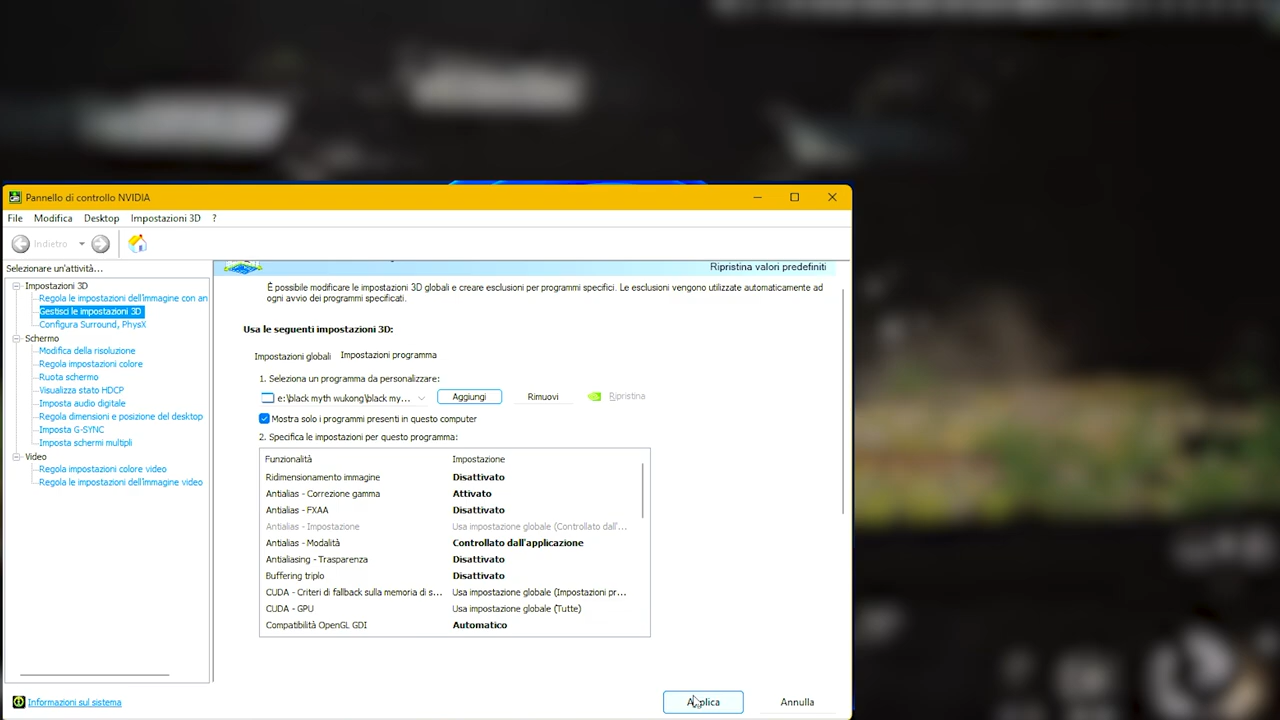 Pannello di controllo NVIDIA
File Modifica Desktop Impostazioni 3D ?
Indietro
Selezionare un'attività...
Impostazioni 3D
Regola le impostazioni dell'immagine con an
Gestisci le impostazioni 3D
Configura Surround, PhysX
Schermo
Modifica della risoluzione
Regola impostazioni colore
Ruota schermo
Visualizza stato HDCP
Imposta audio digitale
Regola dimensioni e posizione del desktop
Imposta G-SYNC
Imposta schermi multipli
Video
Regola impostazioni colore video
Regola le impostazioni dell'immagine video
Informazioni sul sistema
Ripristina valori predefiniti
È possibile modificare le impostazioni 3D globali e creare esclusioni per programmi specifici. Le esclusioni vengono utilizzate automaticamente ad
ogni avvio dei programmi specificati.
Usa le seguenti impostazioni 3D:
Impostazioni globali Impostazioni programma
1. Seleziona un programma da personalizzare:
e:\black myth wukong\black my... Aggiungi Rimuovi Ripristina
Mostra solo i programmi presenti in questo computer
2. Specifica le impostazioni per questo programma:
Funzionalità Impostazione
Ridimensionamento immagine Disattivato
Antialias - Correzione gamma Attivato
Antialias - FXAA Disattivato
Antialias - Impostazione Usa impostazione globale (Controllato dall'...
Antialias - Modalità Controllato dall'applicazione
Antialiasing - Trasparenza Disattivato
Buffering triplo Disattivato
CUDA - Criteri di fallback sulla memoria di s... Usa impostazione globale (Impostazioni pr...
CUDA - GPU Usa impostazione globale (Tutte)
Compatibilità OpenGL GDI Automatico
Applica Annulla